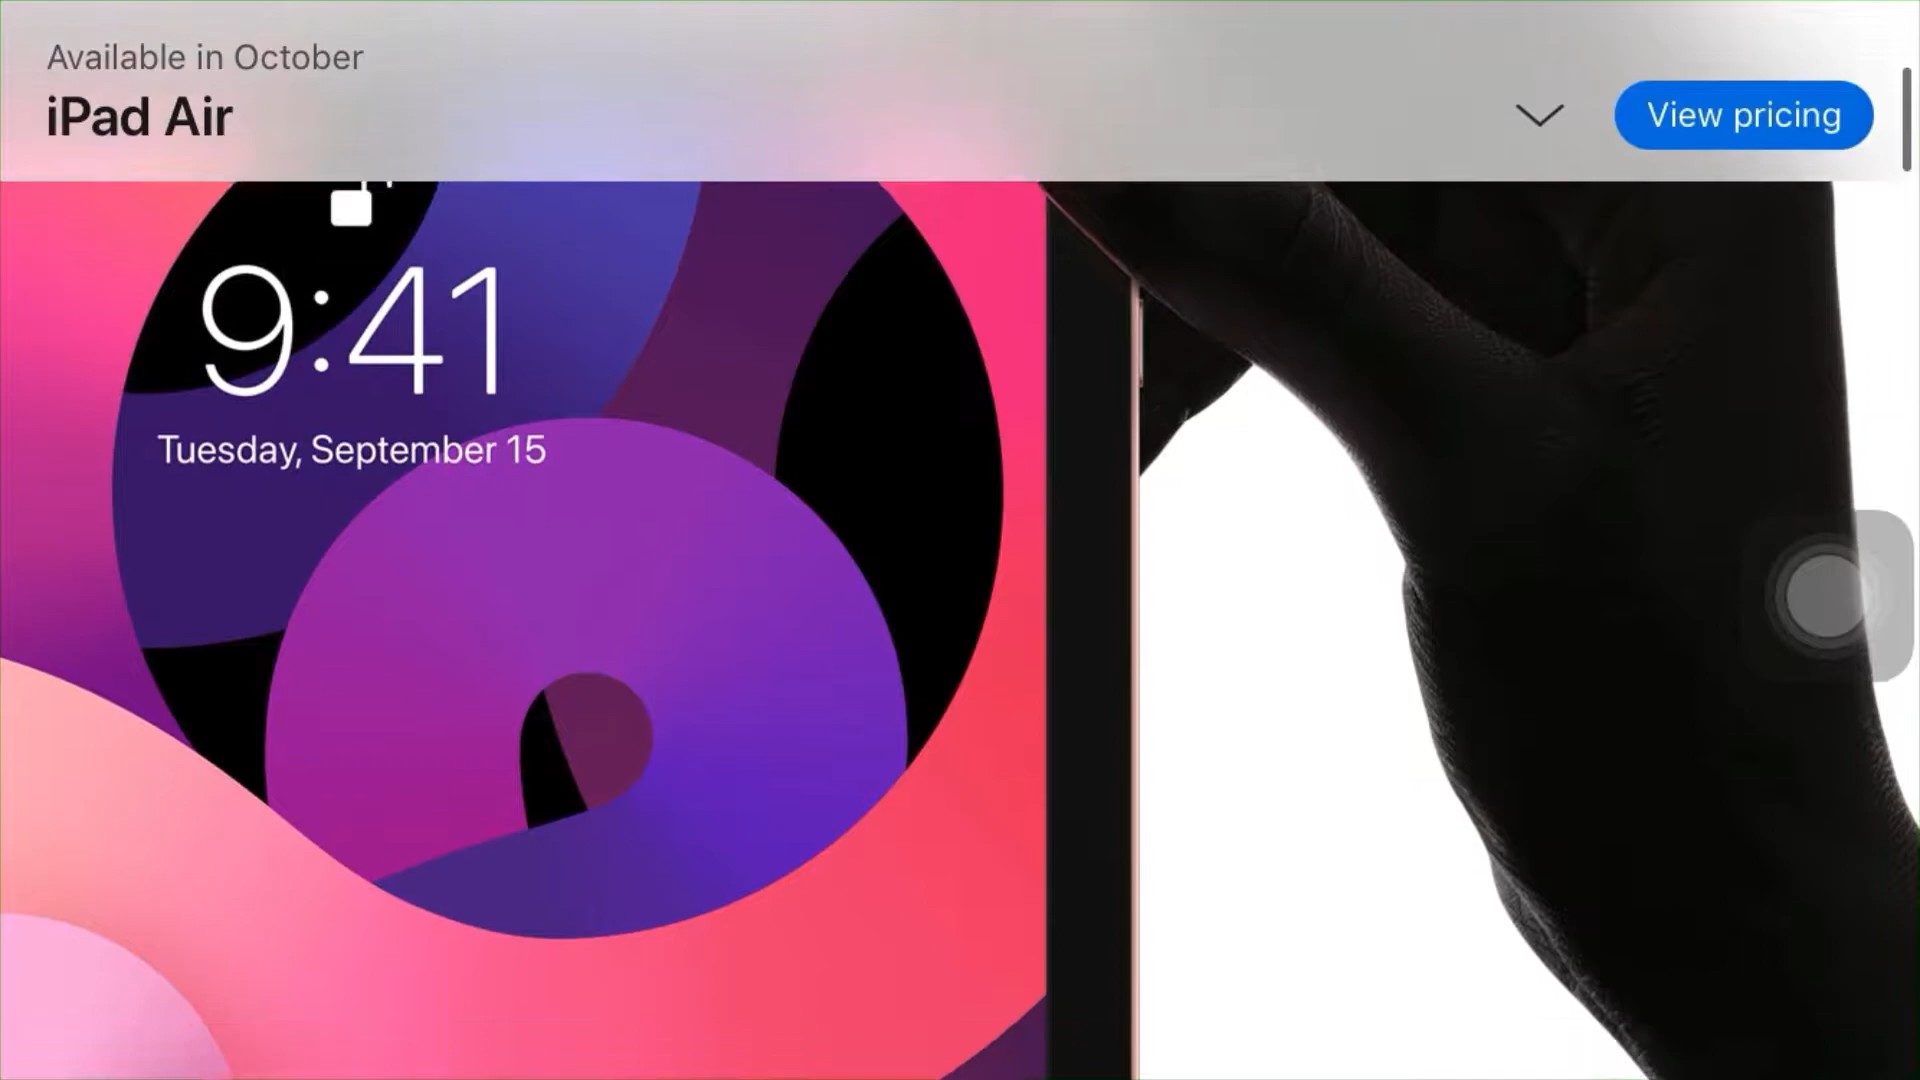 Available in October
iPad Air
View pricing
9:41
Tuesday, September 15